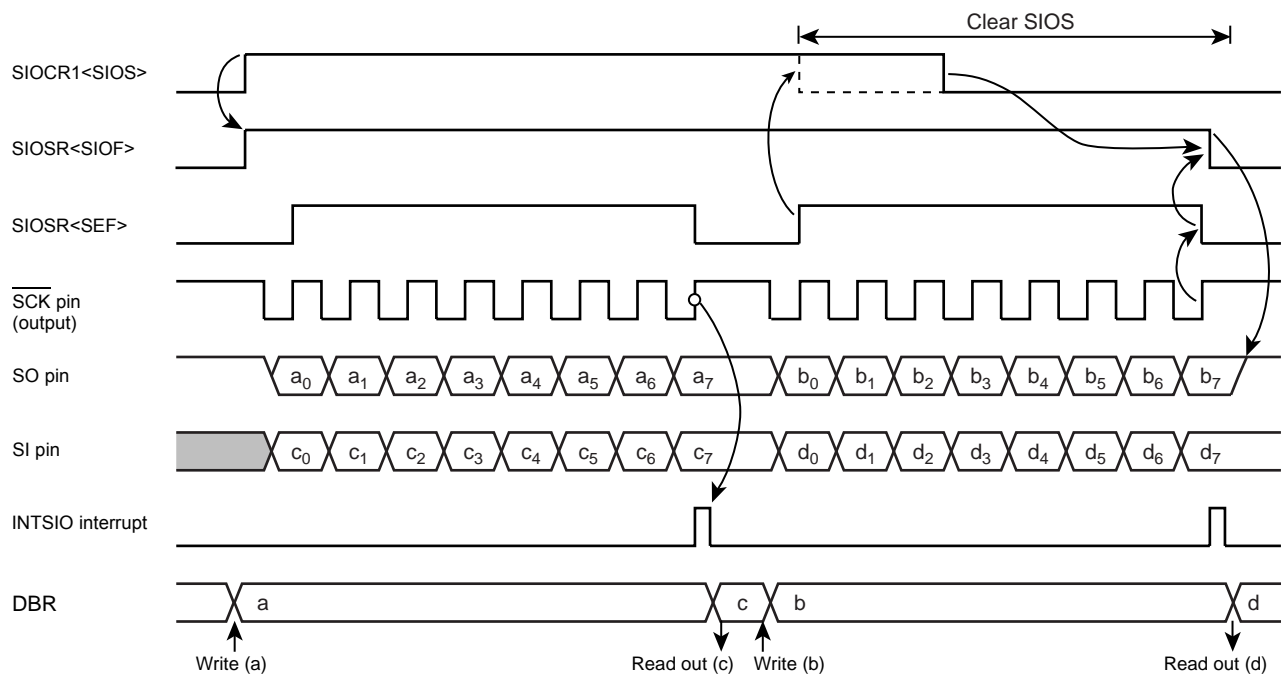 Clear SIOS
SIOCR1<SIOS>
SIOSR<SIOF>
SIOSR<SEF>
SCK pin
(output)
SO pin a0 a1 a2 a3 a4 a5 a6 a7 b0 b1 b2 b3 b4 b5 b6 b7
SI pin c0 c1 c2 c3 c4 c5 c6 c7 d0 d1 d2 d3 d4 d5 d6 d7
INTSIO interrupt
DBR a c b d
Write (a) Read out (c) Write (b) Read out (d)